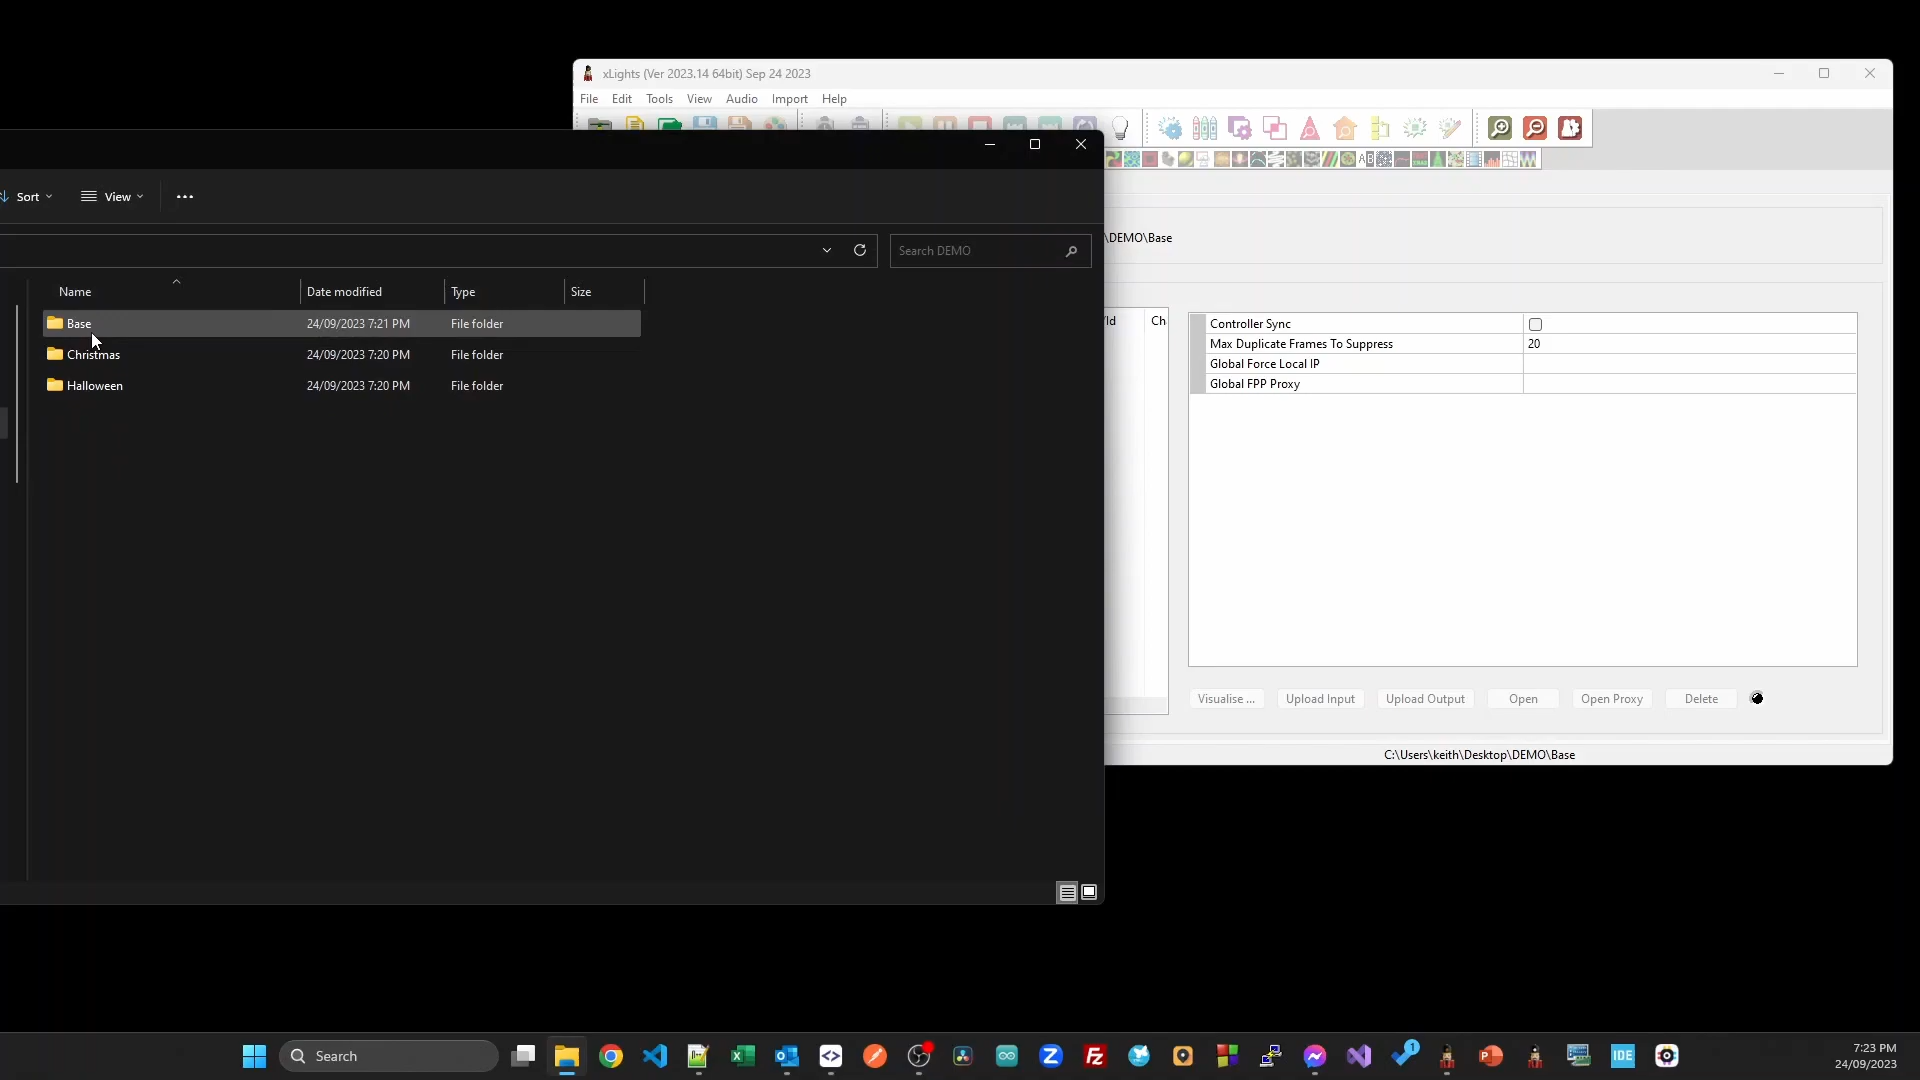 xLights (Ver 2023.14 64bit) Sep 24 2023
File Edit Tools View Audio Import Help
Sort View
\DEMO\Base
Search DEMO
Name Date modified Type Size
Base 24/09/2023 7:21 PM File folder
Christmas 24/09/2023 7:20 PM File folder
Halloween 24/09/2023 7:20 PM File folder
/Id Ch
Controller Sync
Max Duplicate Frames To Suppress 20
Global Force Local IP
Global FPP Proxy
Visualise ... Upload Input Upload Output Open Open Proxy Delete
C:\Users\keith\Desktop\DEMO\Base
Search
IDE
1
7:23 PM
24/09/2023